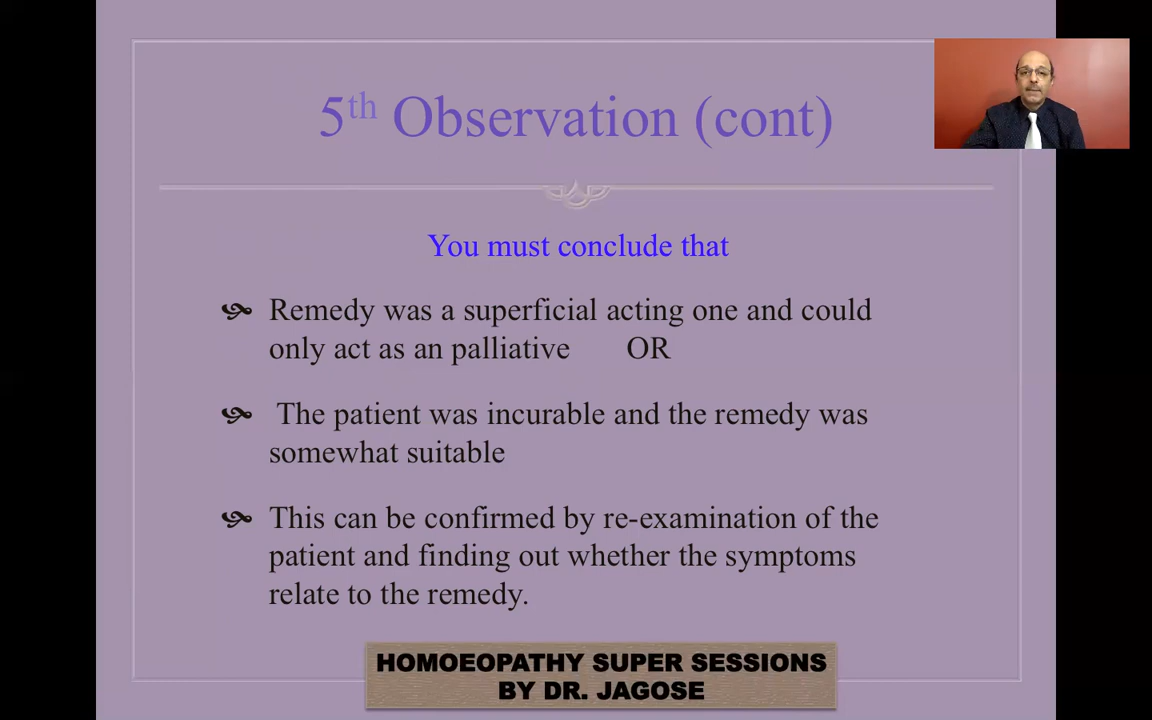 5th Observation (cont)
You must conclude that
Remedy was a superficial acting one and could
only act as an palliative OR
The patient was incurable and the remedy was
somewhat suitable
This can be confirmed by re-examination of the
patient and finding out whether the symptoms
relate to the remedy.
HOMOEOPATHY SUPER SESSIONS
BY DR. JAGOSE